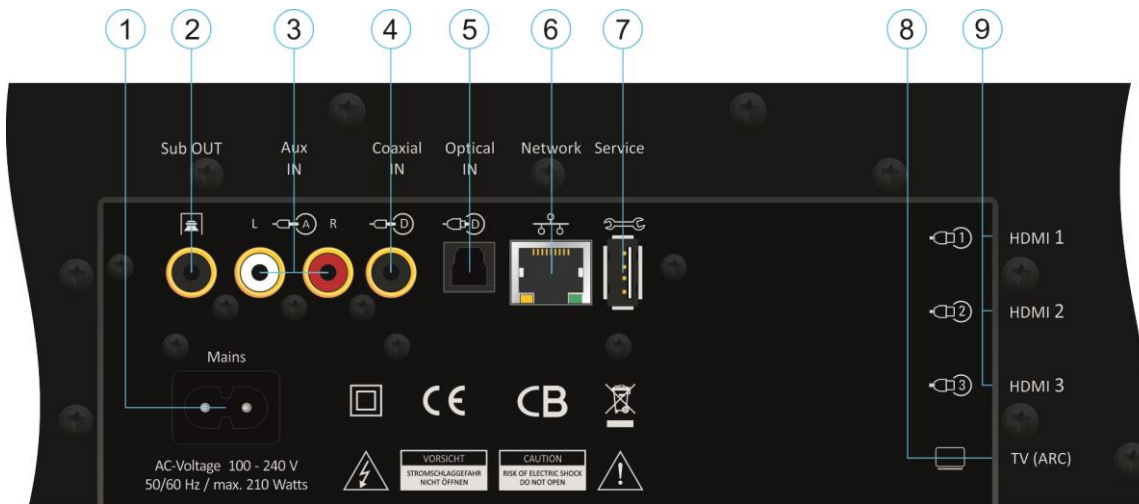 1 2 3 4 5 6 7 8 9
Sub OUT
Aux
IN
Coaxial
IN
Optical
IN
Network
Service
L A R
D
D
1 HDMI 1
2 HDMI 2
3 HDMI 3
TV (ARC)
Mains
AC-Voltage 100 - 240 V
50/60 Hz / max. 210 Watts
CE
CB
VORSICHT
STROMSCHLAGGEFAHR
NICHT ÖFFNEN
CAUTION
RISK OF ELECTRIC SHOCK
DO NOT OPEN